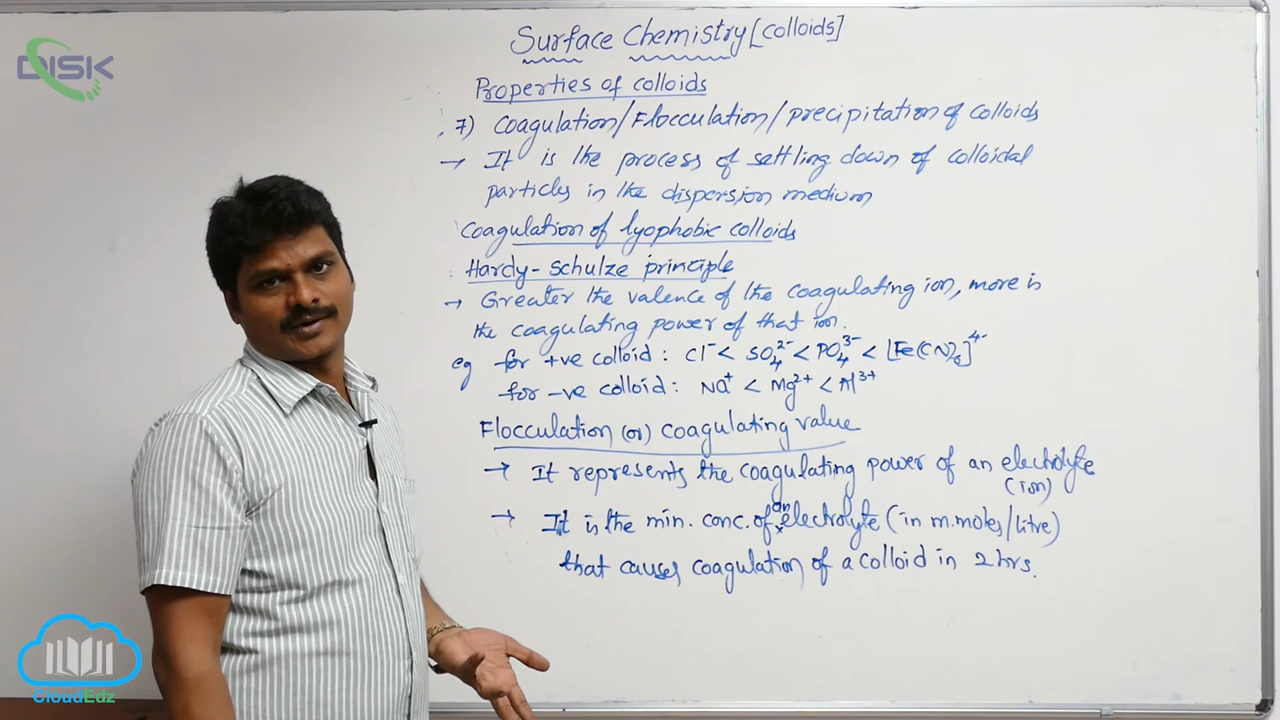 DISK
Surface Chemistry [colloids]
Properties of colloids
7) Coagulation/Flocculation/precipitation of colloids
→ It is the process of settling down of colloidal
particles in the dispersion medium
Coagulation of lyophobic colloids
Hardy-Schulze principle
→ Greater the valence of the coagulating ion, more is
the coagulating power of that ion.
eg for +ve colloid : Cl⁻ < SO₄²⁻ < PO₄³⁻ < [Fe(CN)₆]⁴⁻
for -ve colloid : Na⁺ < Mg²⁺ < Al³⁺
Flocculation (or) coagulating value
→ It represents the coagulating power of an electrolyte
(ion)
→ It is the min. conc. of an electrolyte (in m.moles/litre)
that causes coagulation of a colloid in 2 hrs.
CloudEdz